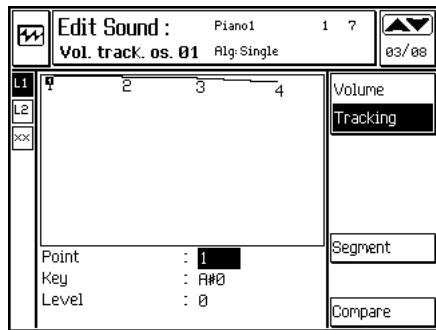 Edit Sound : Piano1 1 7
Vol. track. os. 01 Alg: Single 03/08
L1
L2
xx
1 2 3 4
Volume
Tracking
Segment
Compare
Point : 1
Key : A#0
Level : 0